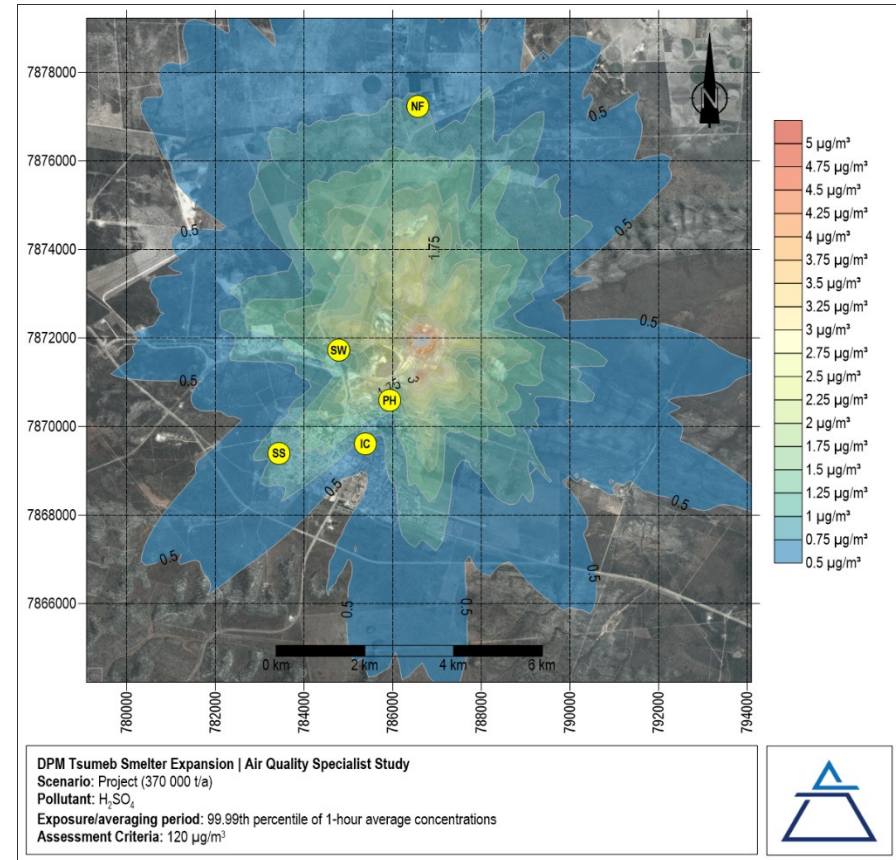 7878000
7876000
7874000
7872000
7870000
7868000
7866000
NF
SW
PH
IC
SS
N
0.5
0.5
0.5
0.5
0.5
0.5
0.5
0.5
0.5
0.5
0.5
1.75
1.75
3
0 km 2 km 4 km 6 km
780000 782000 784000 786000 788000 790000 792000 794000
5 µg/m³
4.75 µg/m³
4.5 µg/m³
4.25 µg/m³
4 µg/m³
3.75 µg/m³
3.5 µg/m³
3.25 µg/m³
3 µg/m³
2.75 µg/m³
2.5 µg/m³
2.25 µg/m³
2 µg/m³
1.75 µg/m³
1.5 µg/m³
1.25 µg/m³
1 µg/m³
0.75 µg/m³
0.5 µg/m³
DPM Tsumeb Smelter Expansion | Air Quality Specialist Study
Scenario: Project (370 000 t/a)
Pollutant: H₂SO₄
Exposure/averaging period: 99.99th percentile of 1-hour average concentrations
Assessment Criteria: 120 µg/m³